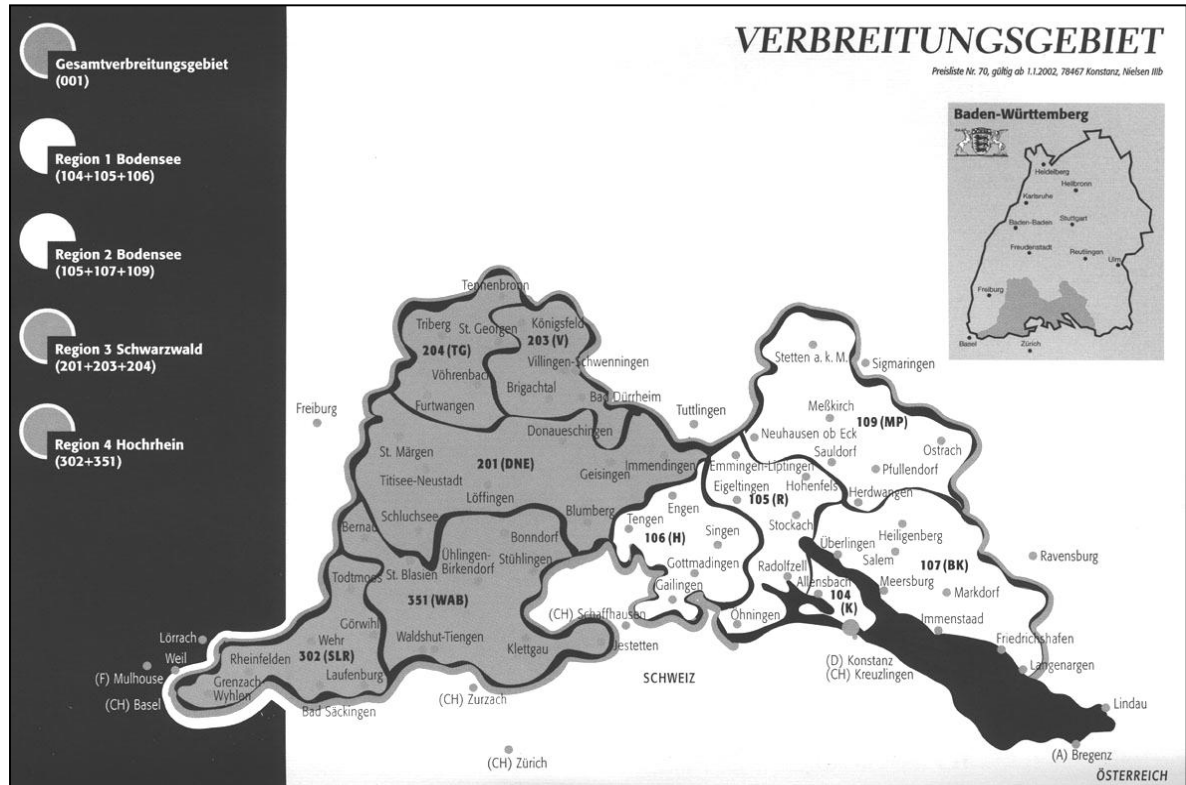 VERBREITUNGSGEBIET
Preisliste Nr. 70, gültig ab 1.1.2002, 78467 Konstanz, Nielsen IIIb
Gesamtverbreitungsgebiet
(001)
Region 1 Bodensee
(104+105+106)
Region 2 Bodensee
(105+107+109)
Region 3 Schwarzwald
(201+203+204)
Region 4 Hochrhein
(302+351)
Baden-Württemberg
Heidelberg
Heilbronn
Karlsruhe
Baden-Baden
Stuttgart
Freudenstadt
Reutlingen
Ulm
Freiburg
Basel
Zürich
Tennenbronn
Triberg
St. Georgen
Königsfeld
204 (TG)
203 (V)
Villingen-Schwenningen
Vöhrenbach
Brigachtal
Bad Dürrheim
Furtwangen
Freiburg
Tuttlingen
Donaueschingen
St. Märgen
201 (DNE)
Immendingen
Geisingen
Titisee-Neustadt
Löffingen
Schluchsee
Blumberg
Bernau
Bonndorf
Ühlingen-
Birkendorf
Stühlingen
Todtmoos
St. Blasien
351 (WAB)
Görwihl
Wehr
Waldshut-Tiengen
Klettgau
302 (SLR)
Lörrach
Weil
Rheinfelden
(F) Mulhouse
Grenzach-
Wyhlen
Laufenburg
(CH) Basel
Bad Säckingen
(CH) Zurzach
(CH) Zürich
(CH) Schaffhausen
Jestetten
SCHWEIZ
Stetten a. k. M.
Sigmaringen
Meßkirch
109 (MP)
Neuhausen ob Eck
Ostrach
Sauldorf
Emmingen-Liptingen
Pfullendorf
Eigeltingen
Hohenfels
105 (R)
Herdwangen
Engen
Tengen
Stockach
106 (H)
Singen
Heiligenberg
Überlingen
Salem
Ravensburg
Gottmadingen
107 (BK)
Radolfzell
Gailingen
Allensbach
Meersburg
Markdorf
104
(K)
Öhningen
Immenstaad
Friedrichshafen
(D) Konstanz
(CH) Kreuzlingen
Langenargen
Lindau
(A) Bregenz
ÖSTERREICH